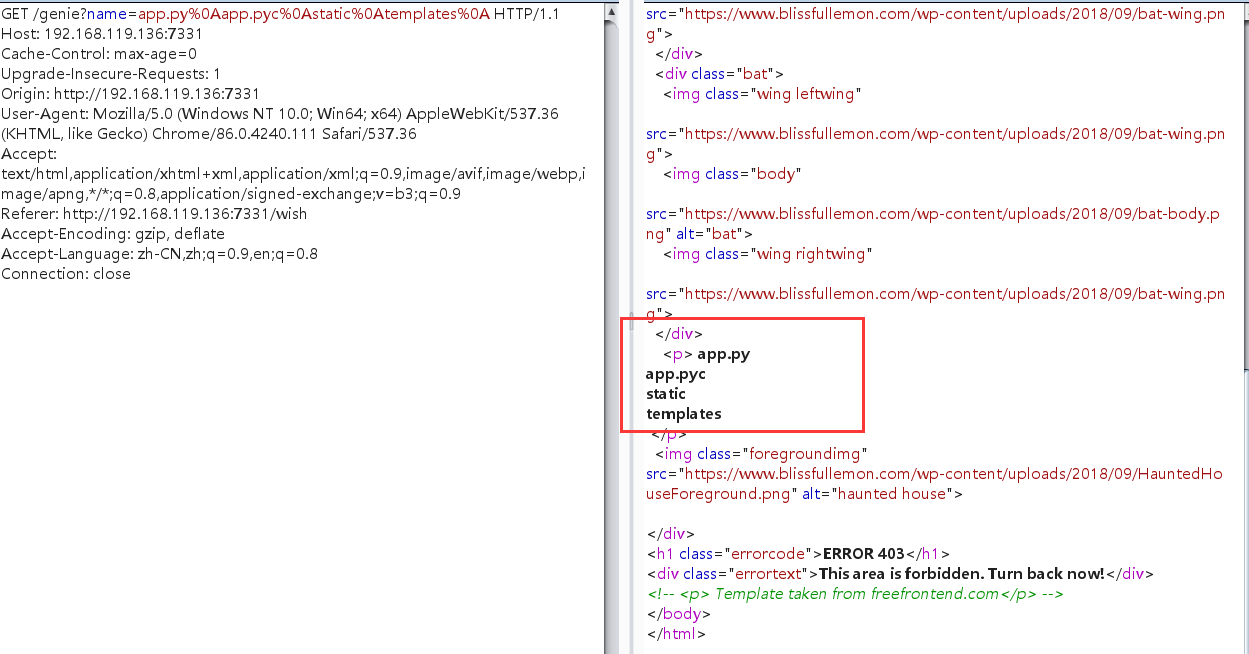 GET /genie?name=app.py%0Aapp.pyc%0Astatic%0Atemplates%0A HTTP/1.1
Host: 192.168.119.136:7331
Cache-Control: max-age=0
Upgrade-Insecure-Requests: 1
Origin: http://192.168.119.136:7331
User-Agent: Mozilla/5.0 (Windows NT 10.0; Win64; x64) AppleWebKit/537.36
(KHTML, like Gecko) Chrome/86.0.4240.111 Safari/537.36
Accept:
text/html,application/xhtml+xml,application/xml;q=0.9,image/avif,image/webp,i
mage/apng,*/*;q=0.8,application/signed-exchange;v=b3;q=0.9
Referer: http://192.168.119.136:7331/wish
Accept-Encoding: gzip, deflate
Accept-Language: zh-CN,zh;q=0.9,en;q=0.8
Connection: close
src="https://www.blissfullemon.com/wp-content/uploads/2018/09/bat-wing.pn
g">
</div>
<div class="bat">
<img class="wing leftwing"
src="https://www.blissfullemon.com/wp-content/uploads/2018/09/bat-wing.pn
g">
<img class="body"
src="https://www.blissfullemon.com/wp-content/uploads/2018/09/bat-body.p
ng" alt="bat">
<img class="wing rightwing"
src="https://www.blissfullemon.com/wp-content/uploads/2018/09/bat-wing.pn
g">
</div>
<p> app.py
app.pyc
static
templates
</p>
<img class="foregroundimg"
src="https://www.blissfullemon.com/wp-content/uploads/2018/09/HauntedHo
useForeground.png" alt="haunted house">
</div>
<h1 class="errorcode">ERROR 403</h1>
<div class="errortext">This area is forbidden. Turn back now!</div>
<!-- <p> Template taken from freefrontend.com</p> -->
</body>
</html>